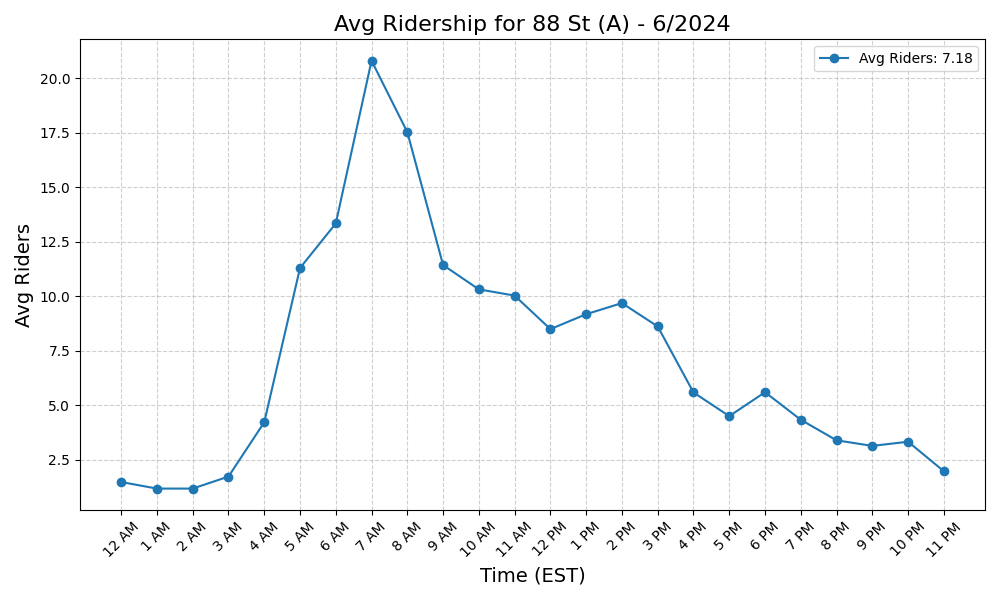 Avg Ridership for 88 St (A) - 6/2024
Avg Riders: 7.18
Avg Riders
20.0
17.5
15.0
12.5
10.0
7.5
5.0
2.5
12 AM
1 AM
2 AM
3 AM
4 AM
5 AM
6 AM
7 AM
8 AM
9 AM
10 AM
11 AM
12 PM
1 PM
2 PM
3 PM
4 PM
5 PM
6 PM
7 PM
8 PM
9 PM
10 PM
11 PM
Time (EST)